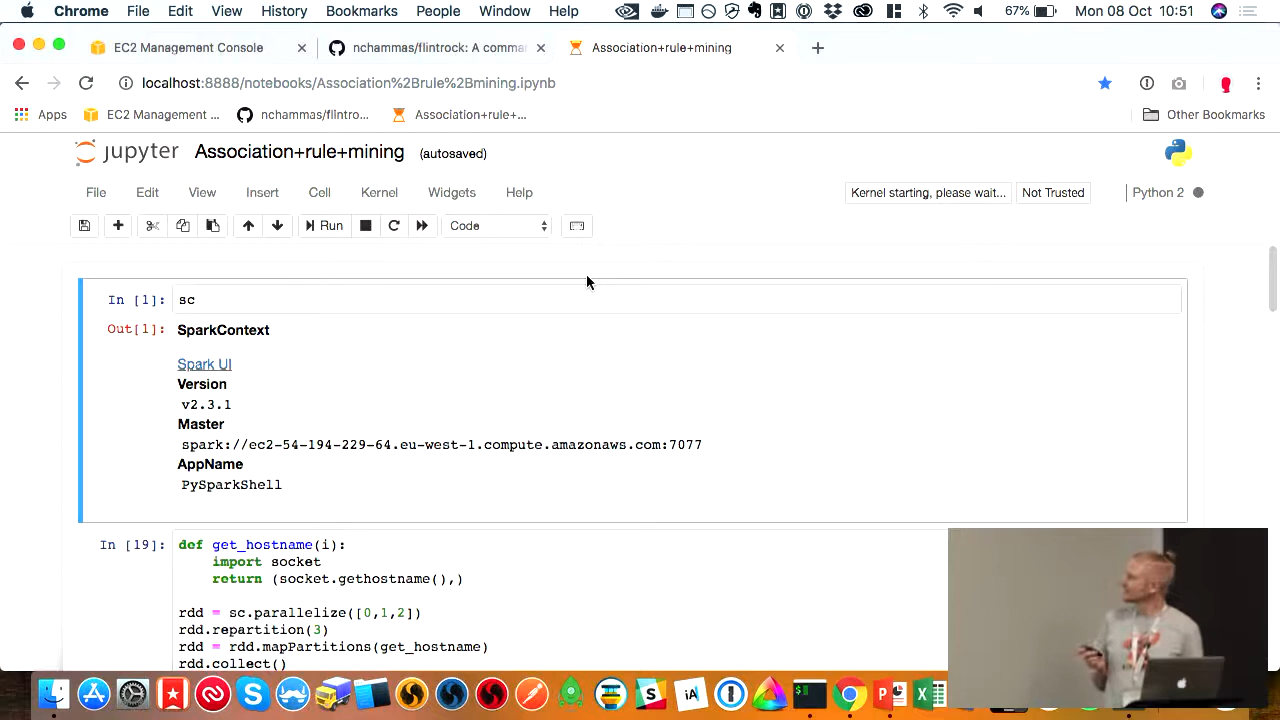 Chrome File Edit View History Bookmarks People Window Help 67% Mon 08 Oct 10:51
EC2 Management Console nchammas/flintrock: A comma Association+rule+mining
localhost:8888/notebooks/Association%2Brule%2Bmining.ipynb
Apps EC2 Management ... nchammas/flintro... Association+rule+... Other Bookmarks
jupyter Association+rule+mining (autosaved)
File Edit View Insert Cell Kernel Widgets Help Kernel starting, please wait... Not Trusted Python 2
Run Code
In [1]: sc
Out[1]: SparkContext
Spark UI
Version
v2.3.1
Master
spark://ec2-54-194-229-64.eu-west-1.compute.amazonaws.com:7077
AppName
PySparkShell
In [19]: def get_hostname(i):
import socket
return (socket.gethostname(),)
rdd = sc.parallelize([0,1,2])
rdd.repartition(3)
rdd = rdd.mapPartitions(get_hostname)
rdd.collect()